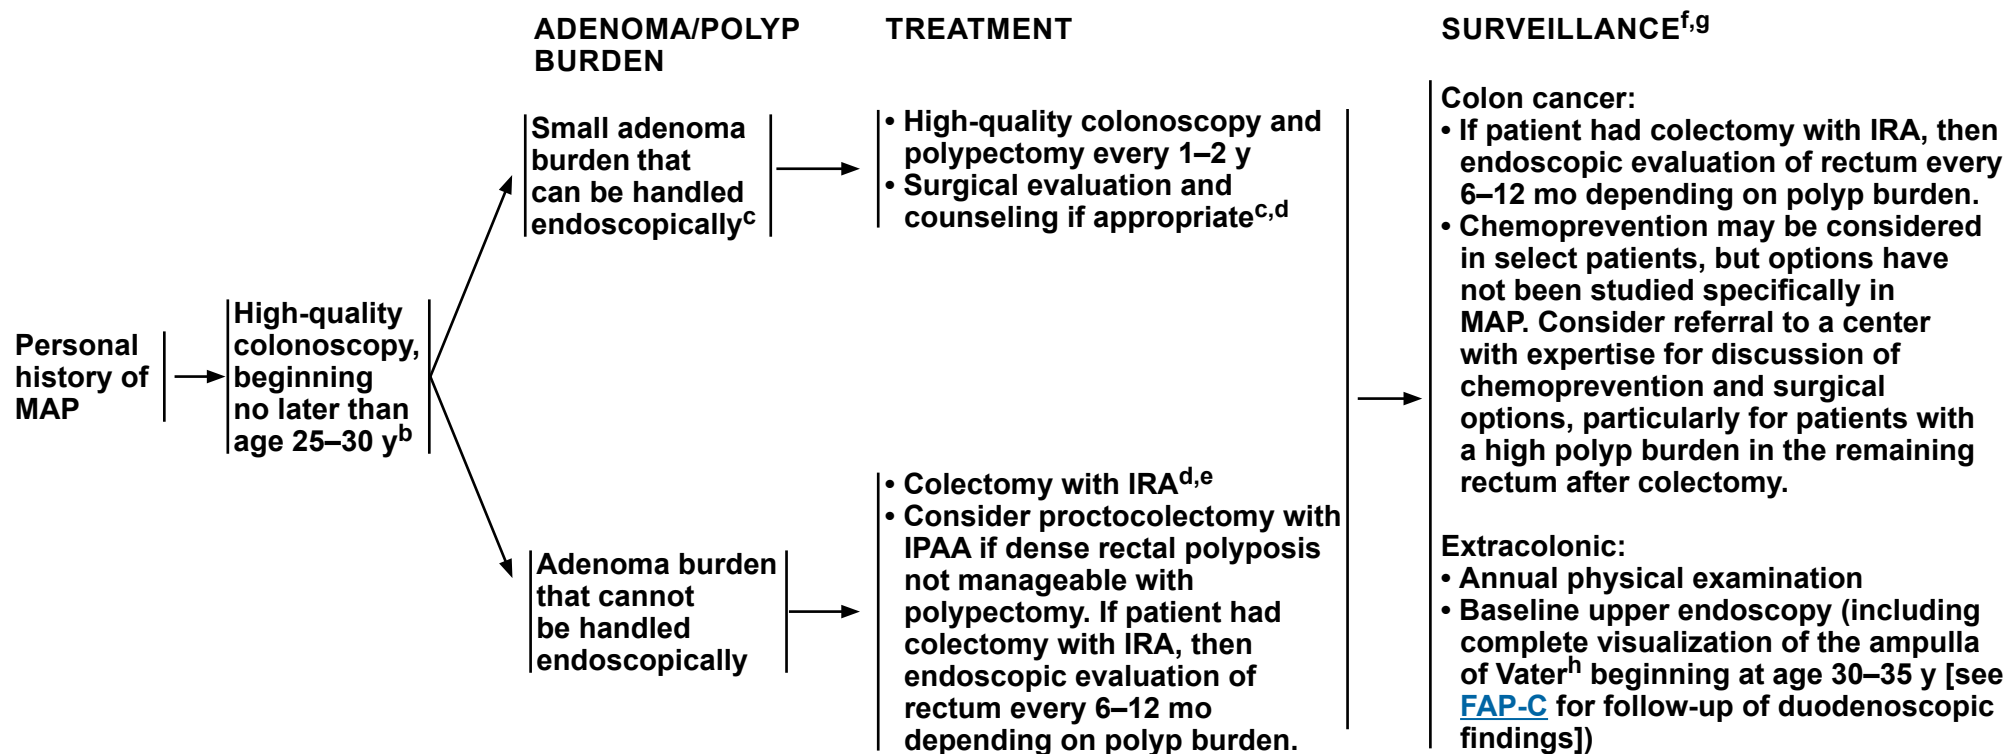 ADENOMA/POLYP
BURDEN
TREATMENT
SURVEILLANCEf,g
Personal
history of
MAP
High-quality
colonoscopy,
beginning
no later than
age 25–30 yb
Small adenoma
burden that
can be handled
endoscopicallyc
• High-quality colonoscopy and
polypectomy every 1–2 y
• Surgical evaluation and
counseling if appropriatec,d
Adenoma burden
that cannot
be handled
endoscopically
• Colectomy with IRAd,e
• Consider proctocolectomy with
IPAA if dense rectal polyposis
not manageable with
polypectomy. If patient had
colectomy with IRA, then
endoscopic evaluation of
rectum every 6–12 mo
depending on polyp burden.
Colon cancer:
• If patient had colectomy with IRA, then
endoscopic evaluation of rectum every
6–12 mo depending on polyp burden.
• Chemoprevention may be considered
in select patients, but options have
not been studied specifically in
MAP. Consider referral to a center
with expertise for discussion of
chemoprevention and surgical
options, particularly for patients with
a high polyp burden in the remaining
rectum after colectomy.
Extracolonic:
• Annual physical examination
• Baseline upper endoscopy (including
complete visualization of the ampulla
of Vaterh beginning at age 30–35 y [see
FAP-C for follow-up of duodenoscopic
findings])